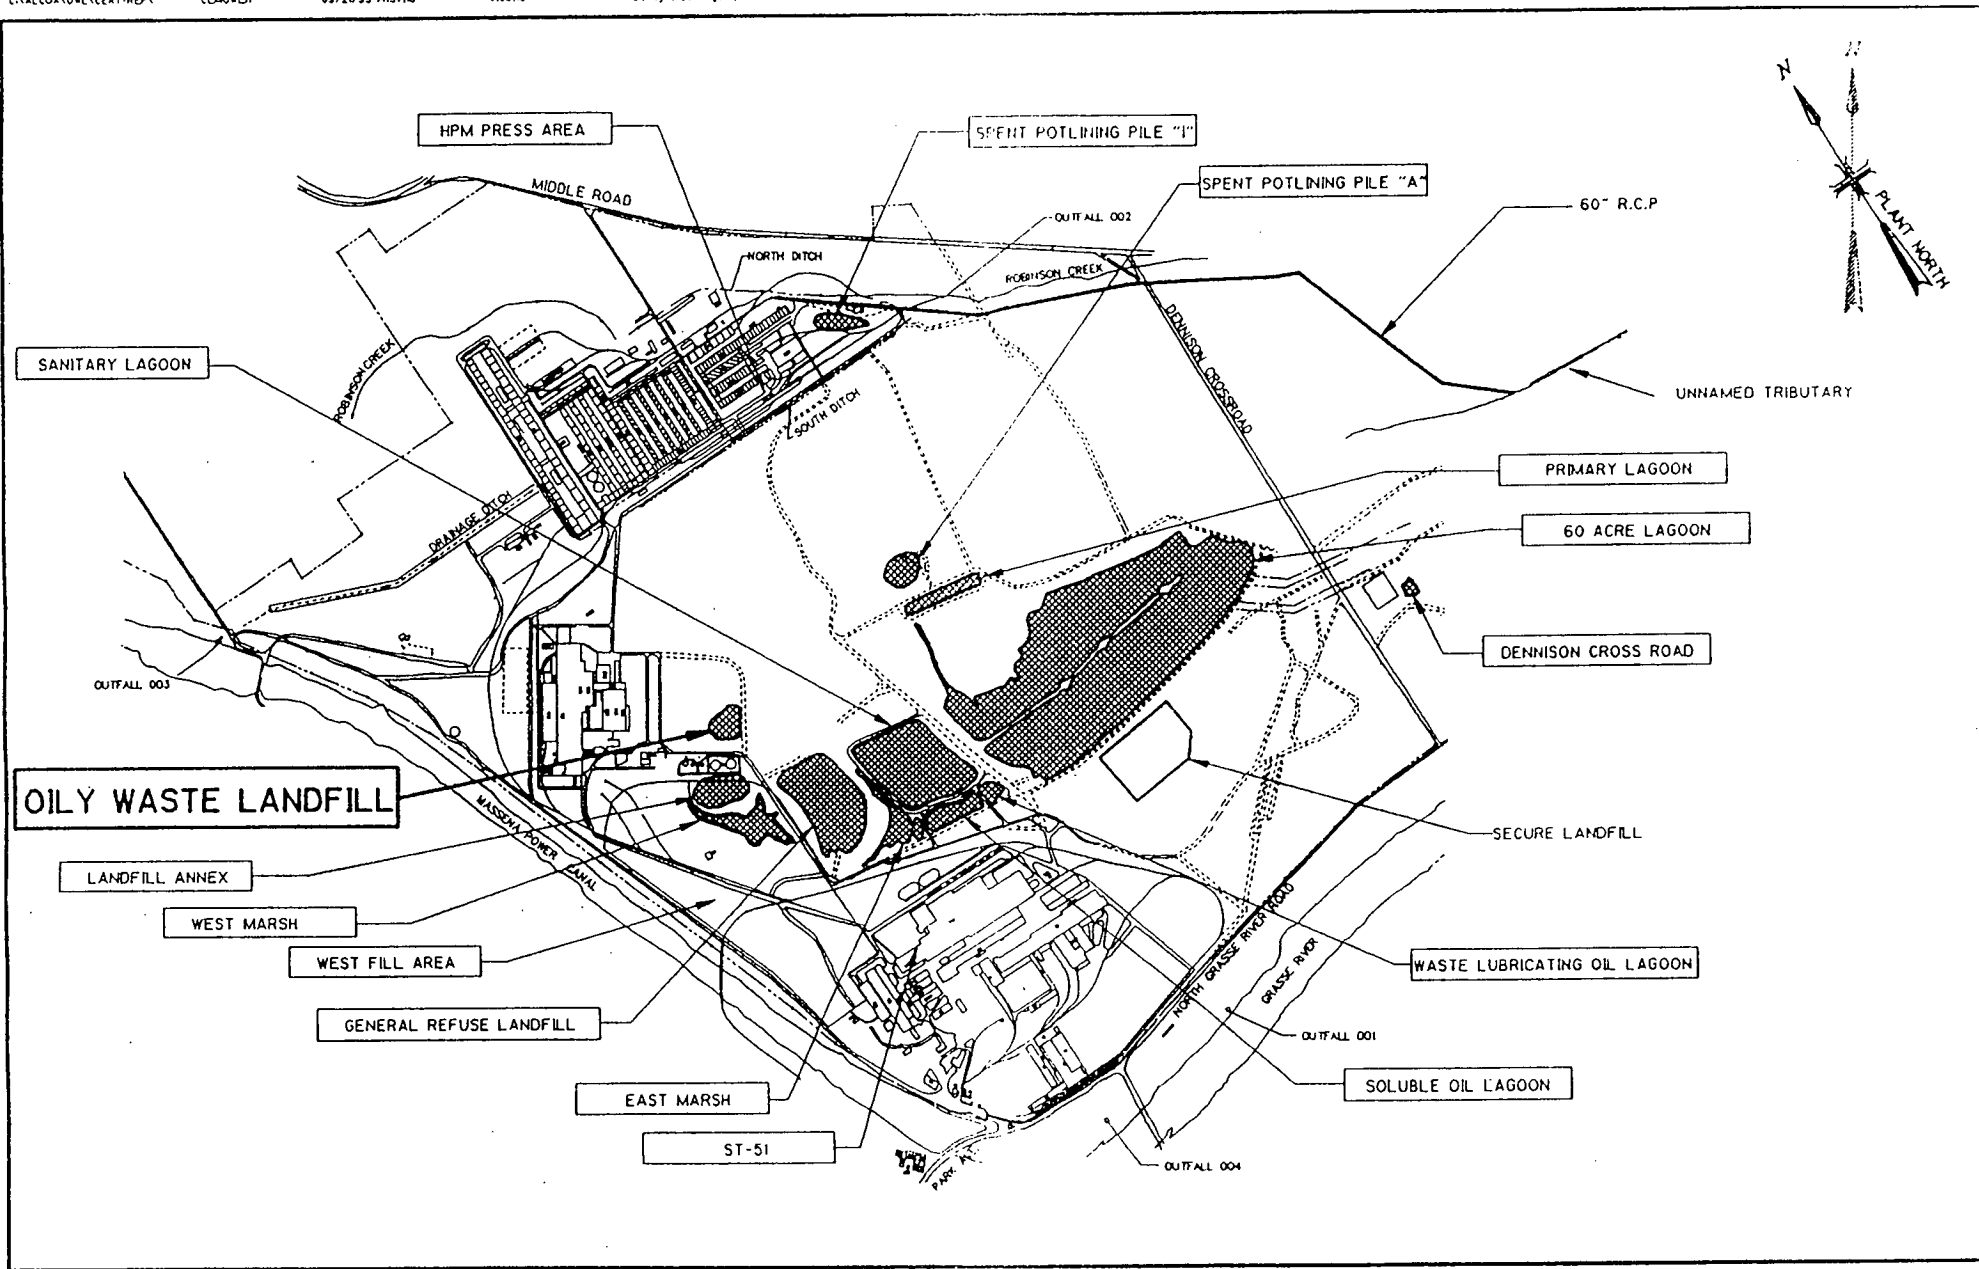 N
N
PLANT NORTH
HPM PRESS AREA
SPENT POTLINING PILE "I"
SPENT POTLINING PILE "A"
60" R.C.P
MIDDLE ROAD
OUTFALL 002
NORTH DITCH
ROBINSON CREEK
DENNISON CROSSROAD
SANITARY LAGOON
ROBINSON CREEK
SOUTH DITCH
UNNAMED TRIBUTARY
PRIMARY LAGOON
DRAINAGE DITCH
60 ACRE LAGOON
DENNISON CROSS ROAD
OUTFALL 003
OILY WASTE LANDFILL
MASSENA POWER CANAL
SECURE LANDFILL
LANDFILL ANNEX
WEST MARSH
WEST FILL AREA
NORTH GRASSE RIVER ROAD
GRASSE RIVER
WASTE LUBRICATING OIL LAGOON
GENERAL REFUSE LANDFILL
OUTFALL 001
SOLUBLE OIL LAGOON
EAST MARSH
ST-51
OUTFALL 004
PARK